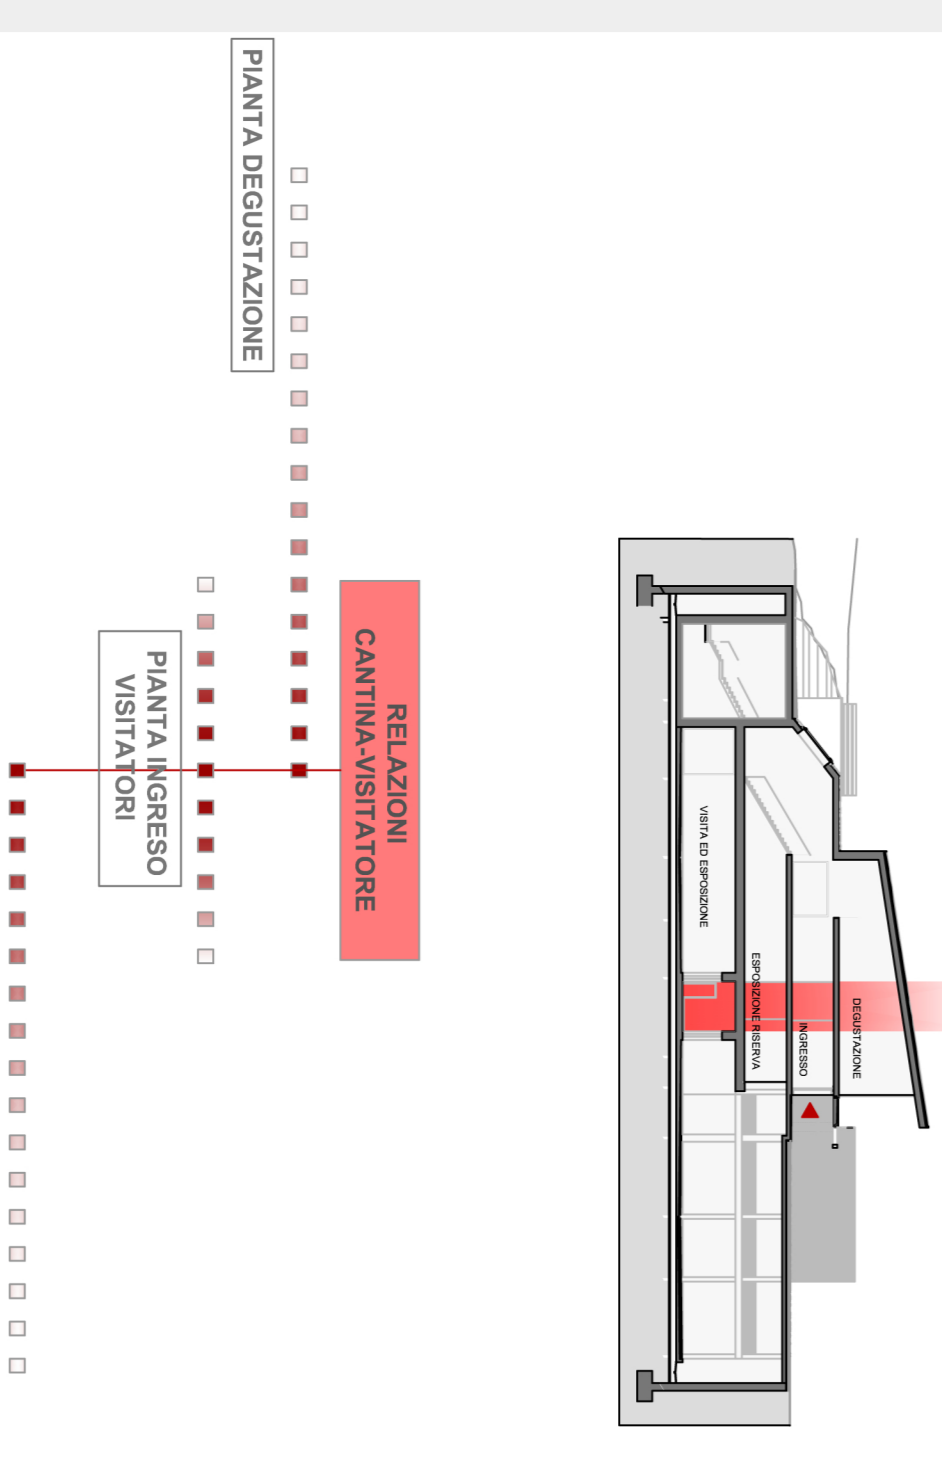 RELAZIONI
CANTINA-VISITATORE
PIANTA DEGUSTAZIONE
PIANTA INGRESO
VISITATORI
DEGUSTAZIONE
INGRESSO
ESPOSIZIONE RISERVA
VISITA ED ESPOSIZIONE